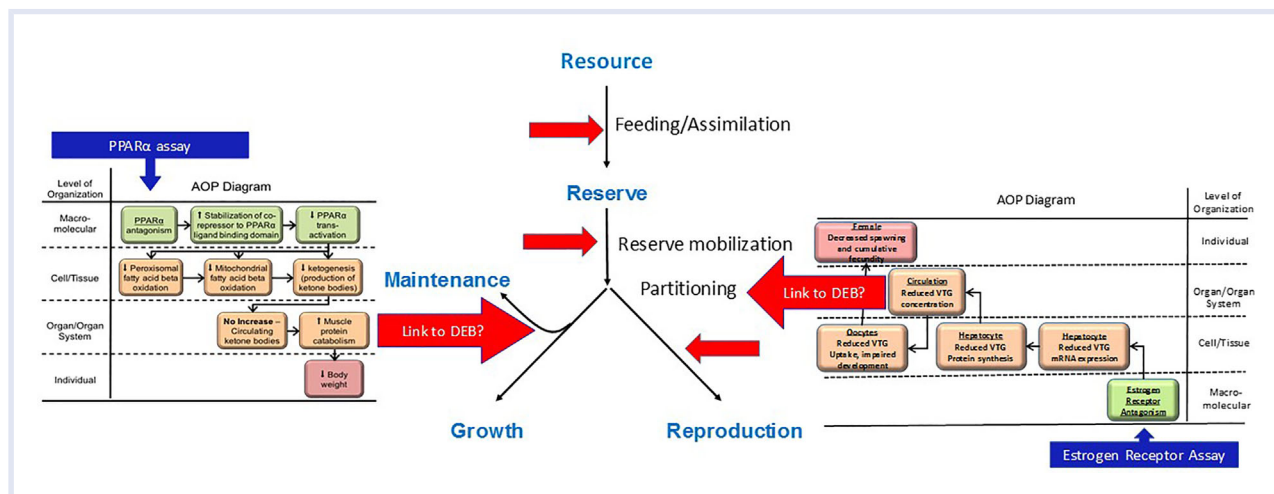 Resource
Feeding/Assimilation
Reserve
Reserve mobilization
Maintenance
Partitioning
Growth
Reproduction
PPARα assay
Level of
Organization
AOP Diagram
Macro-
molecular
PPARα
antagonism
↑ Stabilization of co-
repressor to PPARα
ligand binding domain
↓ PPARα
trans-
activation
Cell/Tissue
↓ Peroxisomal
fatty acid beta
oxidation
↓ Mitochondrial
fatty acid beta
oxidation
↓ ketogenesis
(production of
ketone bodies)
Organ/Organ
System
No Increase –
Circulating
ketone bodies
↑ Muscle
protein
catabolism
Individual
↓ Body
weight
Link to DEB?
Link to DEB?
AOP Diagram
Level of
Organization
Female
Decreased spawning
and cumulative
fecundity
Individual
Circulation
Reduced VTG
concentration
Organ/Organ
System
Oocytes
Reduced VTG
Uptake, impaired
development
Hepatocyte
Reduced VTG
Protein synthesis
Hepatocyte
Reduced VTG
mRNA expression
Cell/Tissue
Estrogen
Receptor
Antagonism
Macro-
molecular
Estrogen Receptor Assay